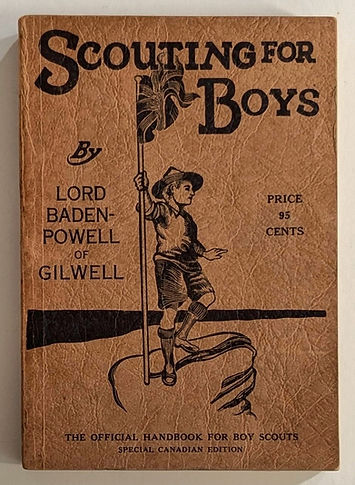 SCOUTING FOR
BOYS
By
LORD
BADEN-
POWELL
OF
GILWELL
PRICE
95
CENTS
THE OFFICIAL HANDBOOK FOR BOY SCOUTS
SPECIAL CANADIAN EDITION